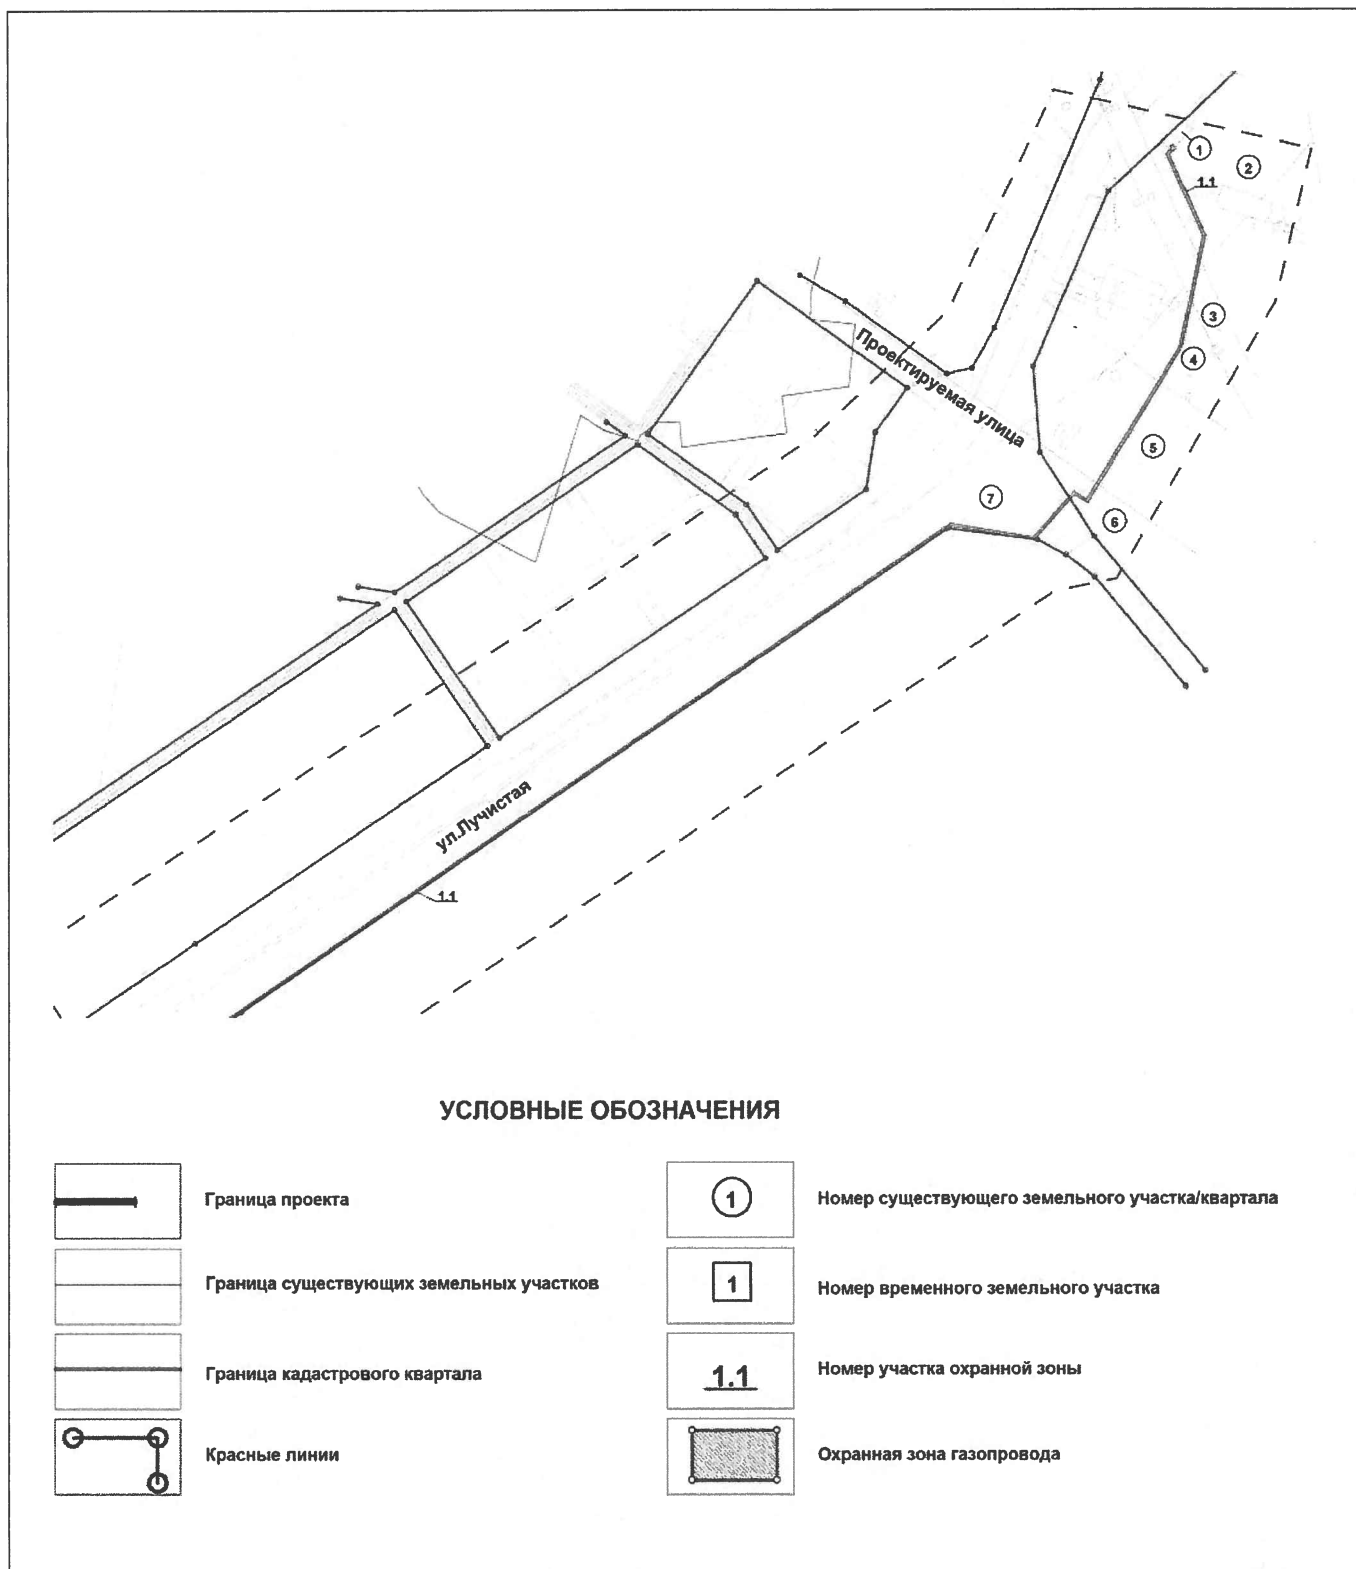 1
2
1.1
3
Проектируемая улица
4
5
7
6
ул.Лучистая
1.1
УСЛОВНЫЕ ОБОЗНАЧЕНИЯ
Граница проекта
Граница существующих земельных участков
Граница кадастрового квартала
Красные линии
1
Номер существующего земельного участка/квартала
1
Номер временного земельного участка
1.1
Номер участка охранной зоны
Охранная зона газопровода